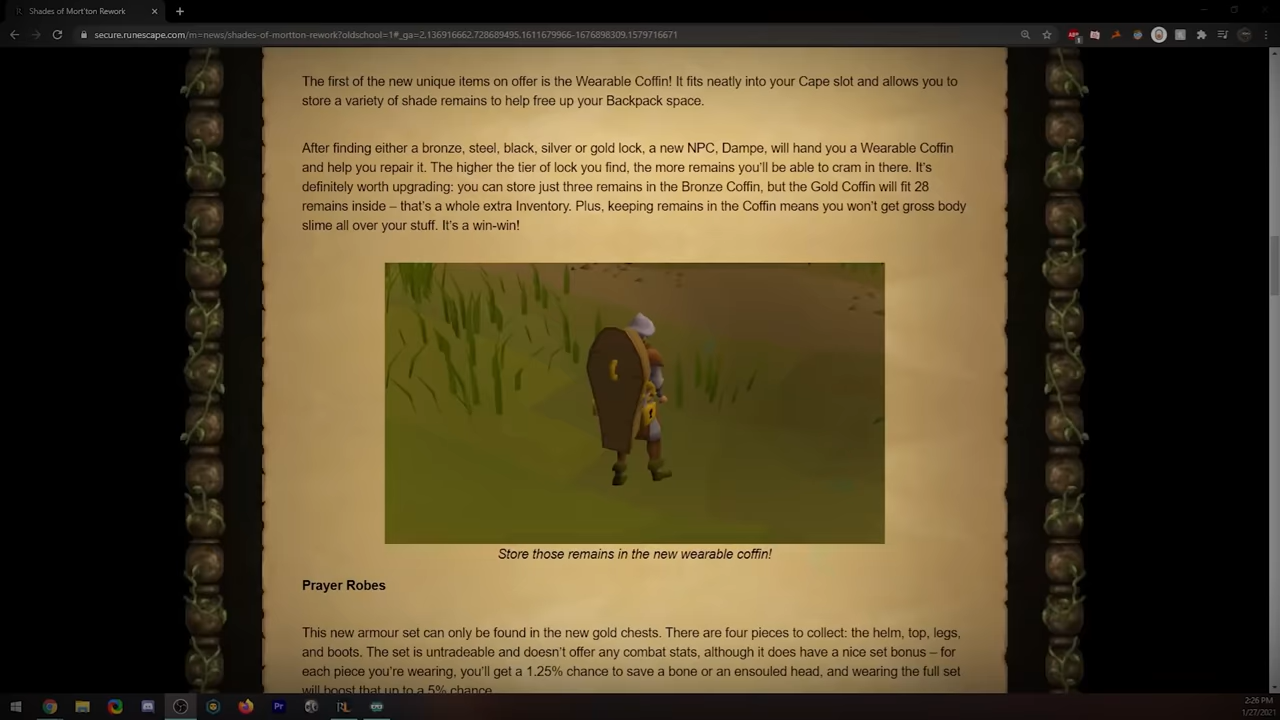 Shades of Mort'ton Rework
secure.runescape.com/m=news/shades-of-mortton-rework?oldschool=1#_ga=2.136916662.728689495.1611679966-1676898309.1579716671
The first of the new unique items on offer is the Wearable Coffin! It fits neatly into your Cape slot and allows you to
store a variety of shade remains to help free up your Backpack space.
After finding either a bronze, steel, black, silver or gold lock, a new NPC, Dampe, will hand you a Wearable Coffin
and help you repair it. The higher the tier of lock you find, the more remains you'll be able to cram in there. It's
definitely worth upgrading: you can store just three remains in the Bronze Coffin, but the Gold Coffin will fit 28
remains inside – that's a whole extra Inventory. Plus, keeping remains in the Coffin means you won't get gross body
slime all over your stuff. It's a win-win!
Store those remains in the new wearable coffin!
Prayer Robes
This new armour set can only be found in the new gold chests. There are four pieces to collect: the helm, top, legs,
and boots. The set is untradeable and doesn't offer any combat stats, although it does have a nice set bonus – for
each piece you're wearing, you'll get a 1.25% chance to save a bone or an ensouled head, and wearing the full set
will boost that up to a 5% chance.
Pr
2:26 PM
1/27/2021